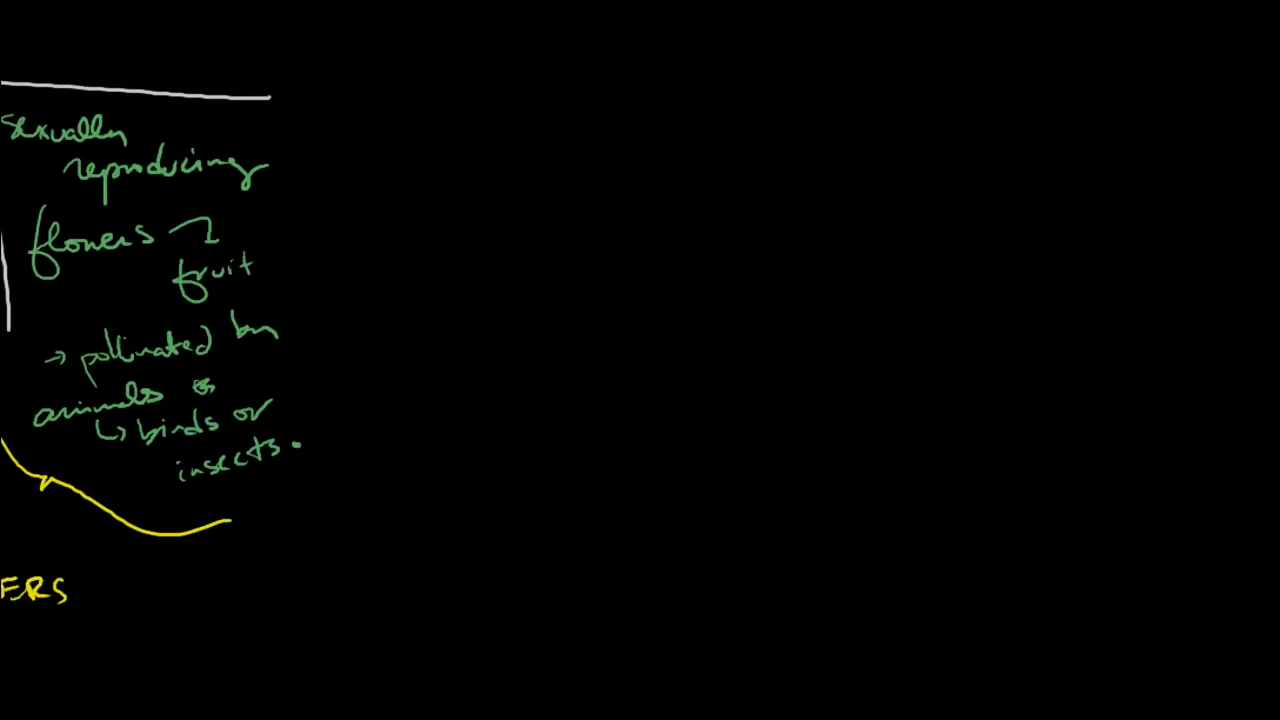 sexually
reproducing
flowers
fruit
→ pollinated by
animals
↳ birds or
insects.
ERS